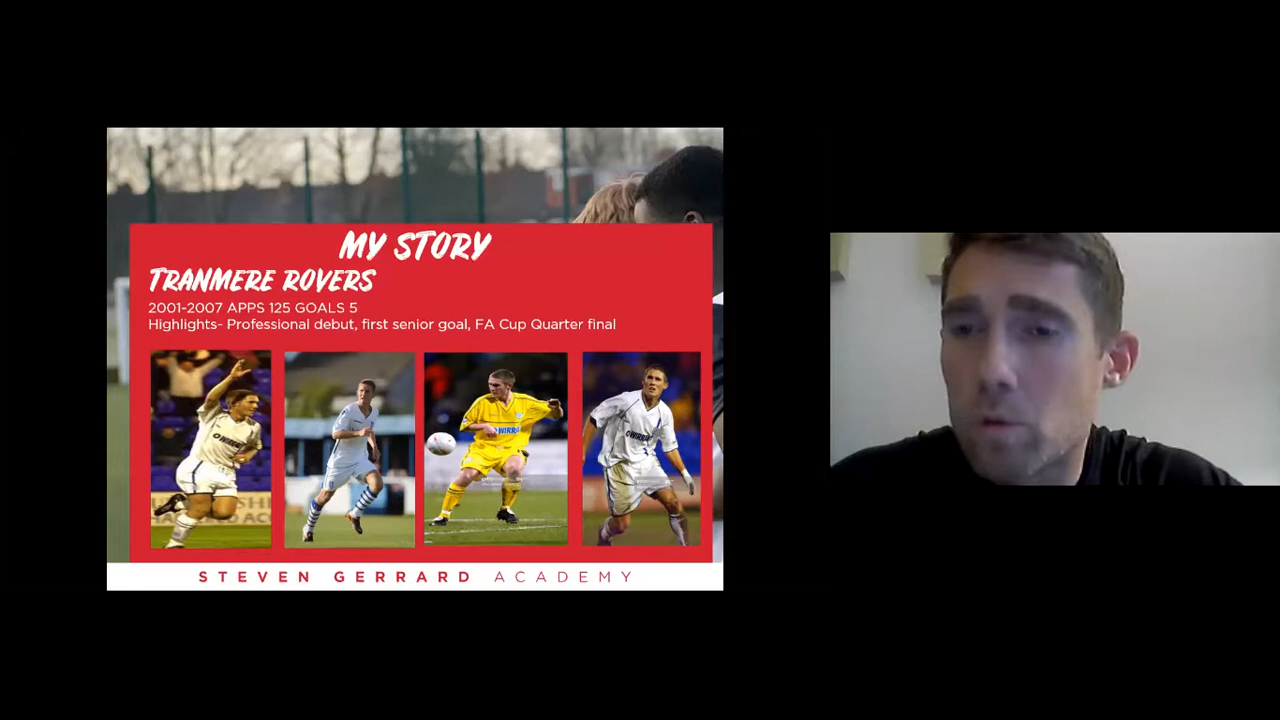 MY STORY
TRANMERE ROVERS
2001-2007 APPS 125 GOALS 5
Highlights- Professional debut, first senior goal, FA Cup Quarter final
WIRRAL
STEVEN GERRARD ACADEMY